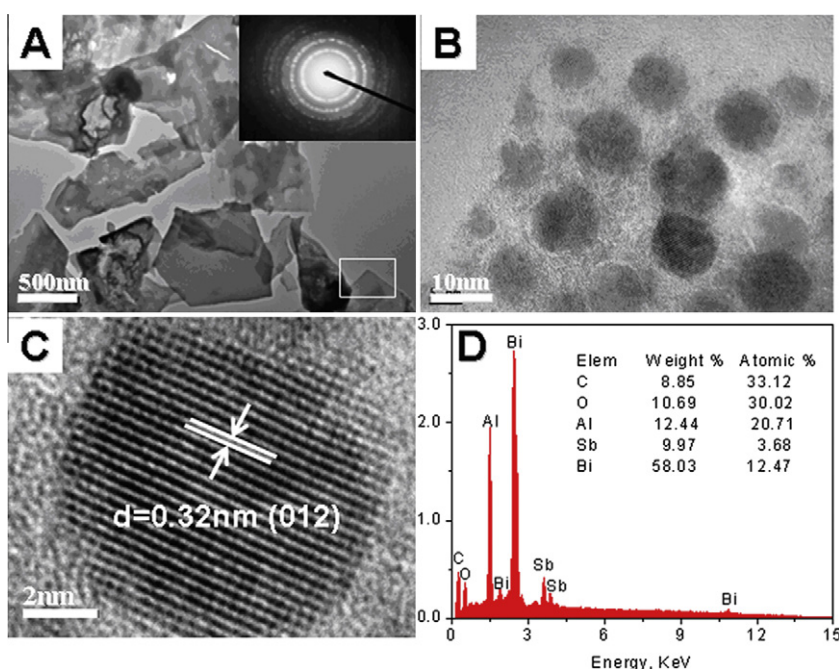 A
500nm
B
10nm
C
d=0.32nm (012)
2nm
D
3.0
2.0
1.0
0.0
Bi
Al
C
O
Bi
Sb
Sb
Bi
Elem Weight % Atomic %
C 8.85 33.12
O 10.69 30.02
Al 12.44 20.71
Sb 9.97 3.68
Bi 58.03 12.47
0 3 6 9 12 15
Energy, KeV